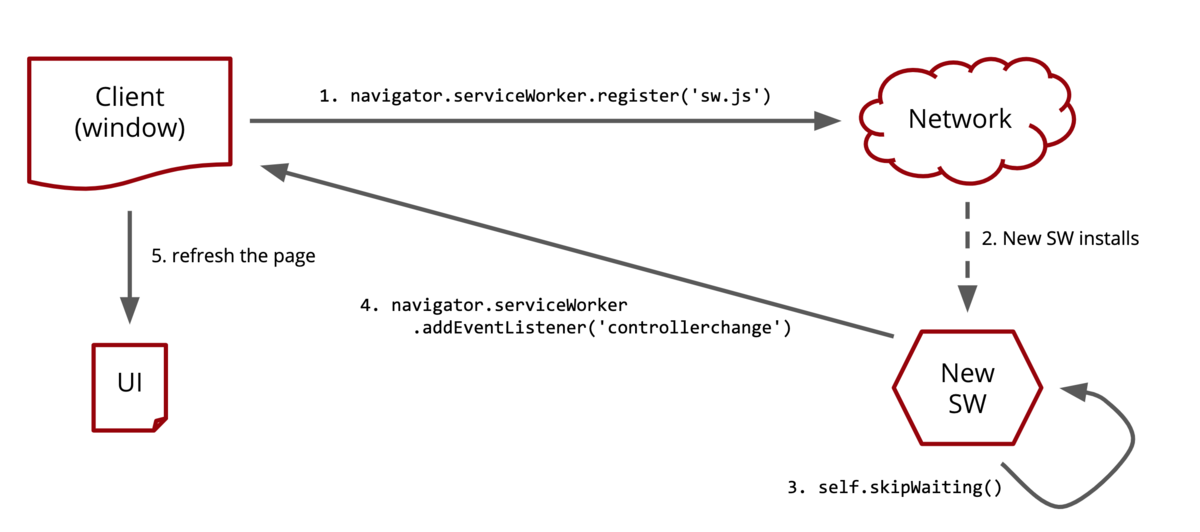 Client
(window)
1. navigator.serviceWorker.register('sw.js')
Network
2. New SW installs
5. refresh the page
4. navigator.serviceWorker
.addEventListener('controllerchange')
UI
New
SW
3. self.skipWaiting()